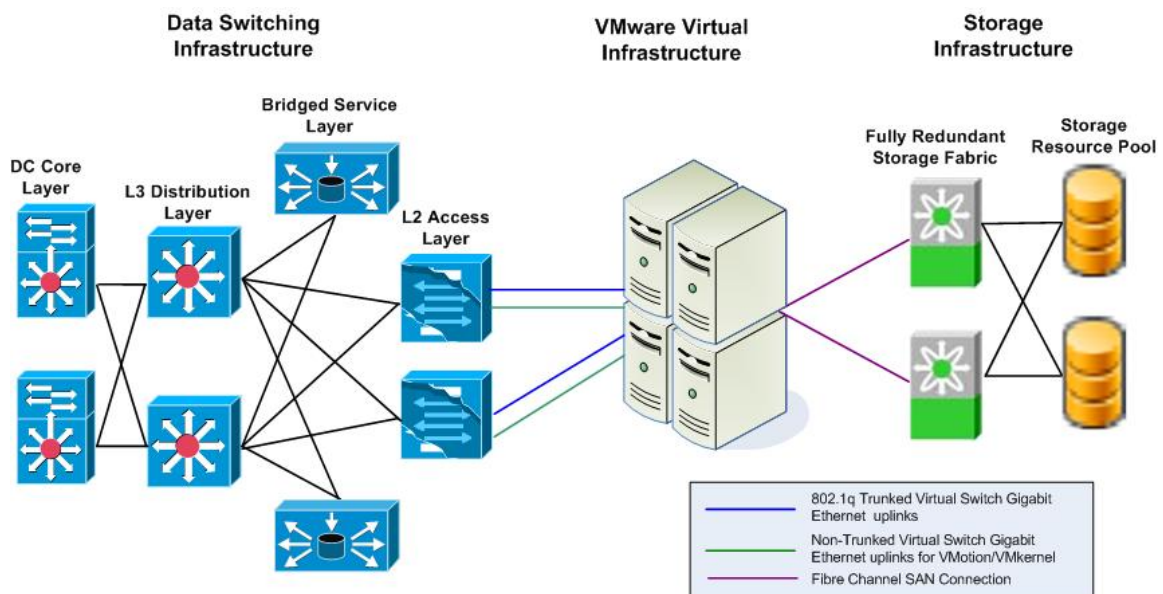 Data Switching
Infrastructure
VMware Virtual
Infrastructure
Storage
Infrastructure
Bridged Service
Layer
DC Core
Layer
L3 Distribution
Layer
L2 Access
Layer
Fully Redundant
Storage Fabric
Storage
Resource Pool
802.1q Trunked Virtual Switch Gigabit
Ethernet uplinks
Non-Trunked Virtual Switch Gigabit
Ethernet uplinks for VMotion/VMkernel
Fibre Channel SAN Connection